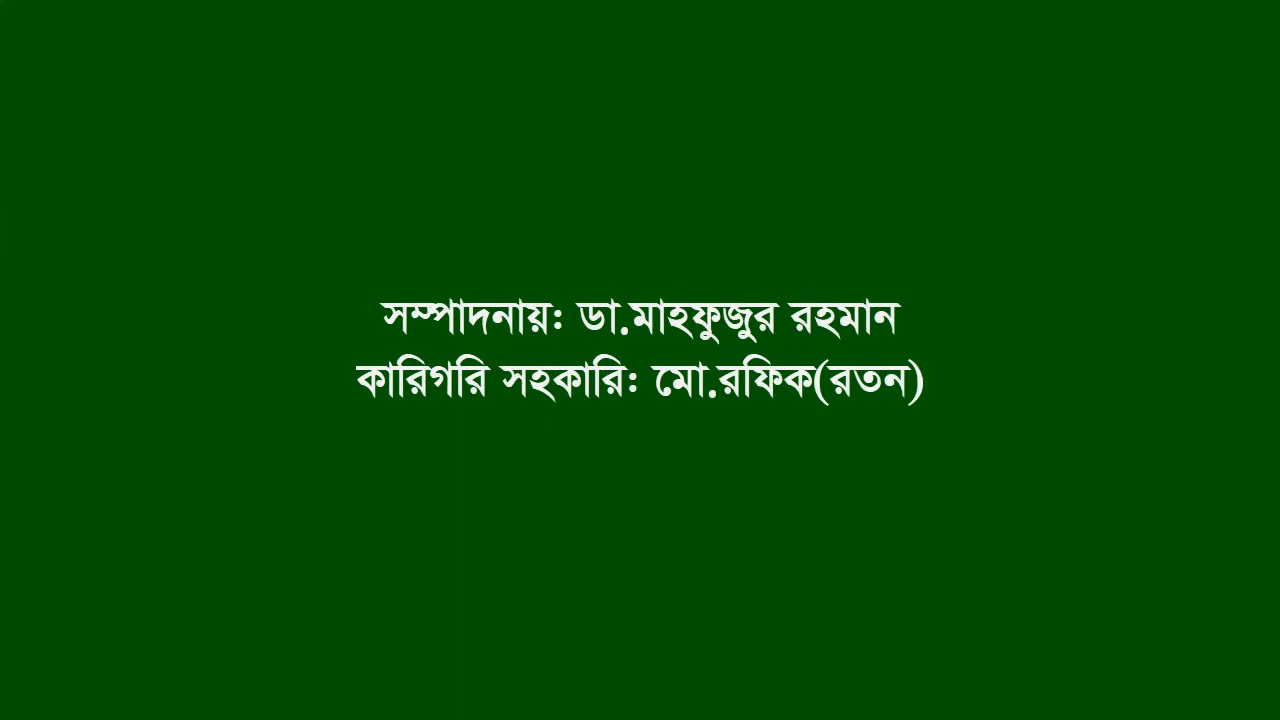 সম্পাদনায়: ডা.মাহফুজুর রহমান
কারিগরি সহকারি: মো.রফিক(রতন)